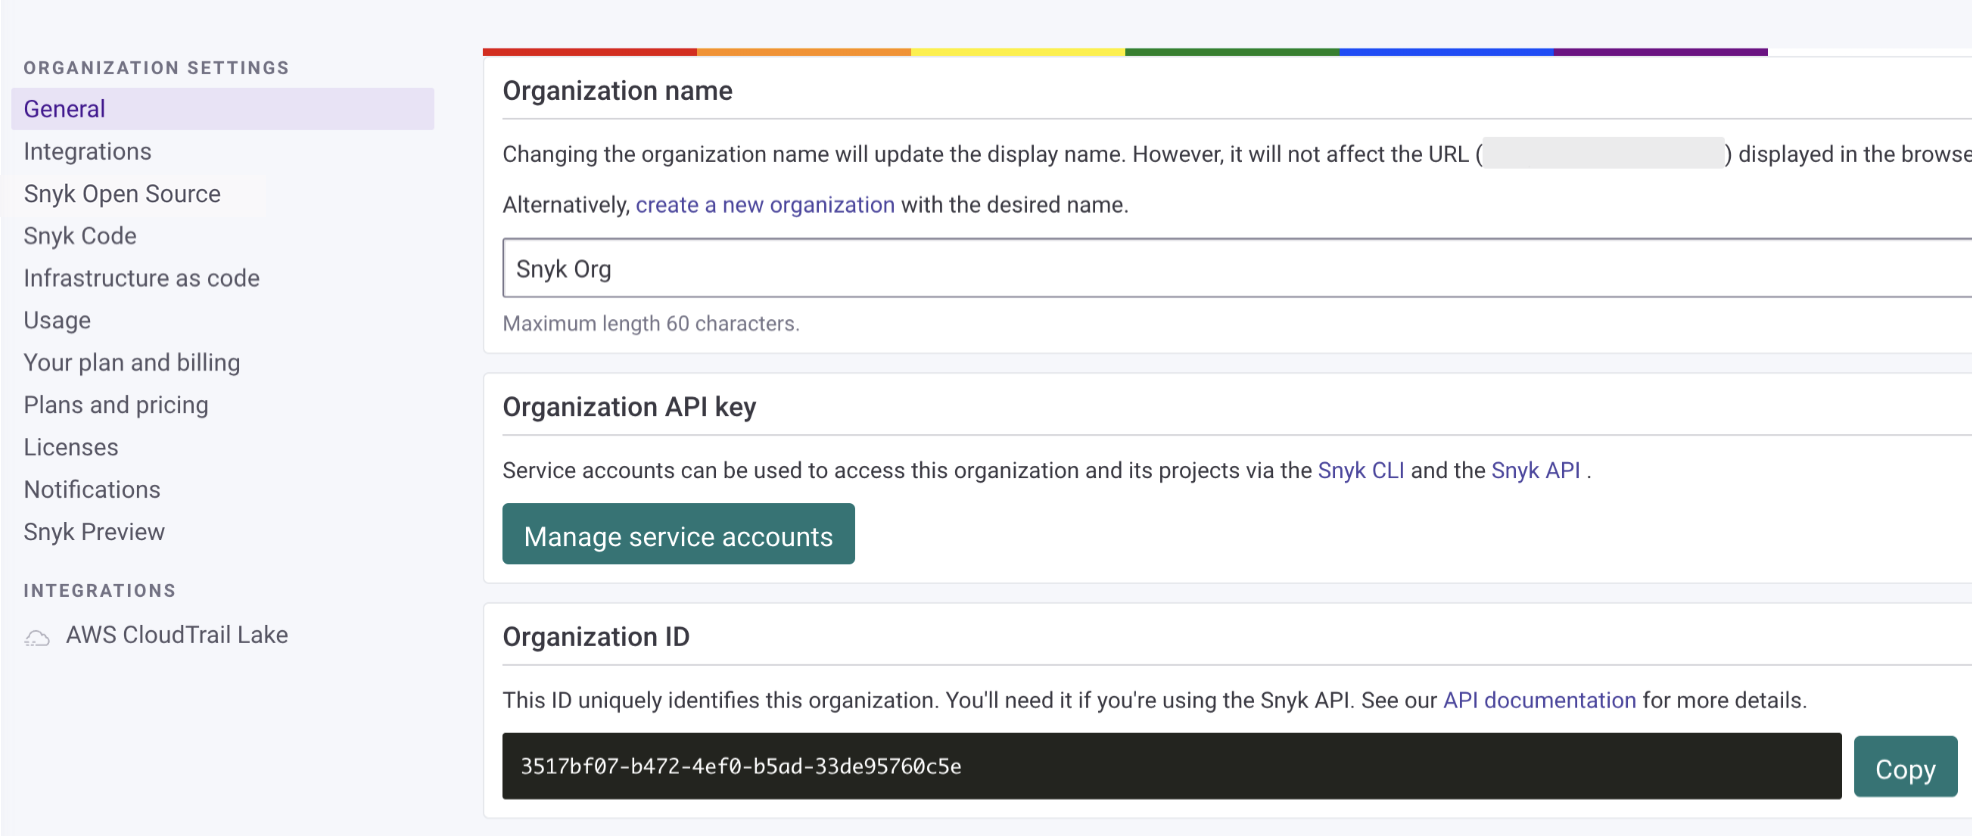 ORGANIZATION SETTINGS
General
Integrations
Snyk Open Source
Snyk Code
Infrastructure as code
Usage
Your plan and billing
Plans and pricing
Licenses
Notifications
Snyk Preview
INTEGRATIONS
AWS CloudTrail Lake
Organization name
Changing the organization name will update the display name. However, it will not affect the URL ( ) displayed in the browse
Alternatively, create a new organization with the desired name.
Snyk Org
Maximum length 60 characters.
Organization API key
Service accounts can be used to access this organization and its projects via the Snyk CLI and the Snyk API .
Manage service accounts
Organization ID
This ID uniquely identifies this organization. You'll need it if you're using the Snyk API. See our API documentation for more details.
3517bf07-b472-4ef0-b5ad-33de95760c5e
Copy